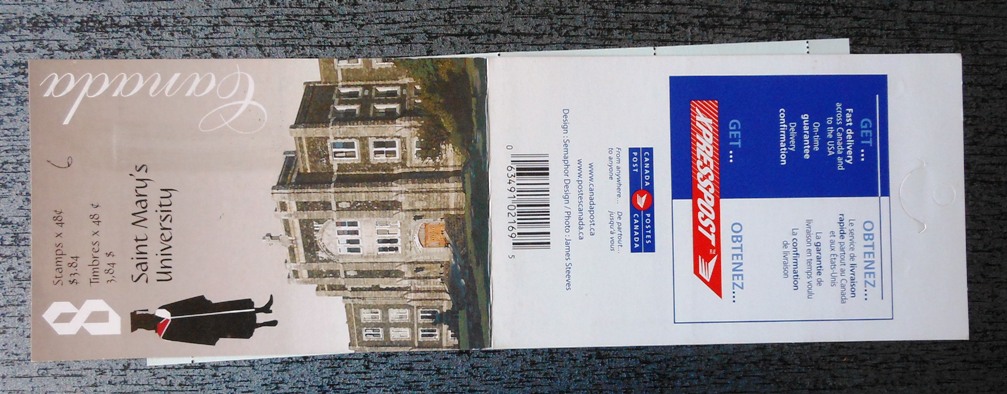 Canada
6
8
Stamps x 48¢
$3.84
Timbres x 48 ¢
3,84 $
Saint Mary's
University
Design : Semaphor Design / Photo : James Steeves
www.canadapost.ca
www.postescanada.ca
0 63491 02169 5
From anywhere...
to anyone
De partout...
jusqu'à vous
CANADA
POST
POSTES
CANADA
XPRESSPOST
GET ...
Fast delivery
across Canada and
to the USA
On-time
guarantee
Delivery
confirmation
GET ...
OBTENEZ...
Le service de livraison
rapide partout au Canada
et aux États-Unis
La garantie de
livraison en temps voulu
La confirmation
de livraison
OBTENEZ...